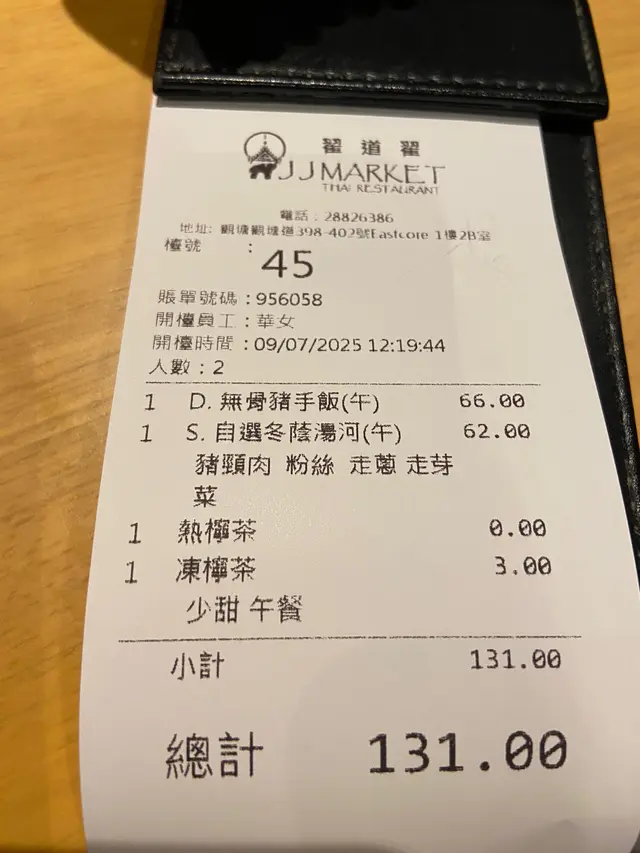 翟道翟
JJ MARKET
THAI RESTAURANT
電話：28826386
地址: 觀塘觀塘道398-402號Eastcore 1樓2B室
檯號 :
45
賬單號碼：956058
開檯員工：華女
開檯時間：09/07/2025 12:19:44
人數：2
1 D. 無骨豬手飯(午) 66.00
1 S. 自選冬蔭湯河(午) 62.00
豬頸肉 粉絲 走蔥 走芽
菜
1 熱檸茶 0.00
1 凍檸茶 3.00
少甜 午餐
小計 131.00
總計 131.00